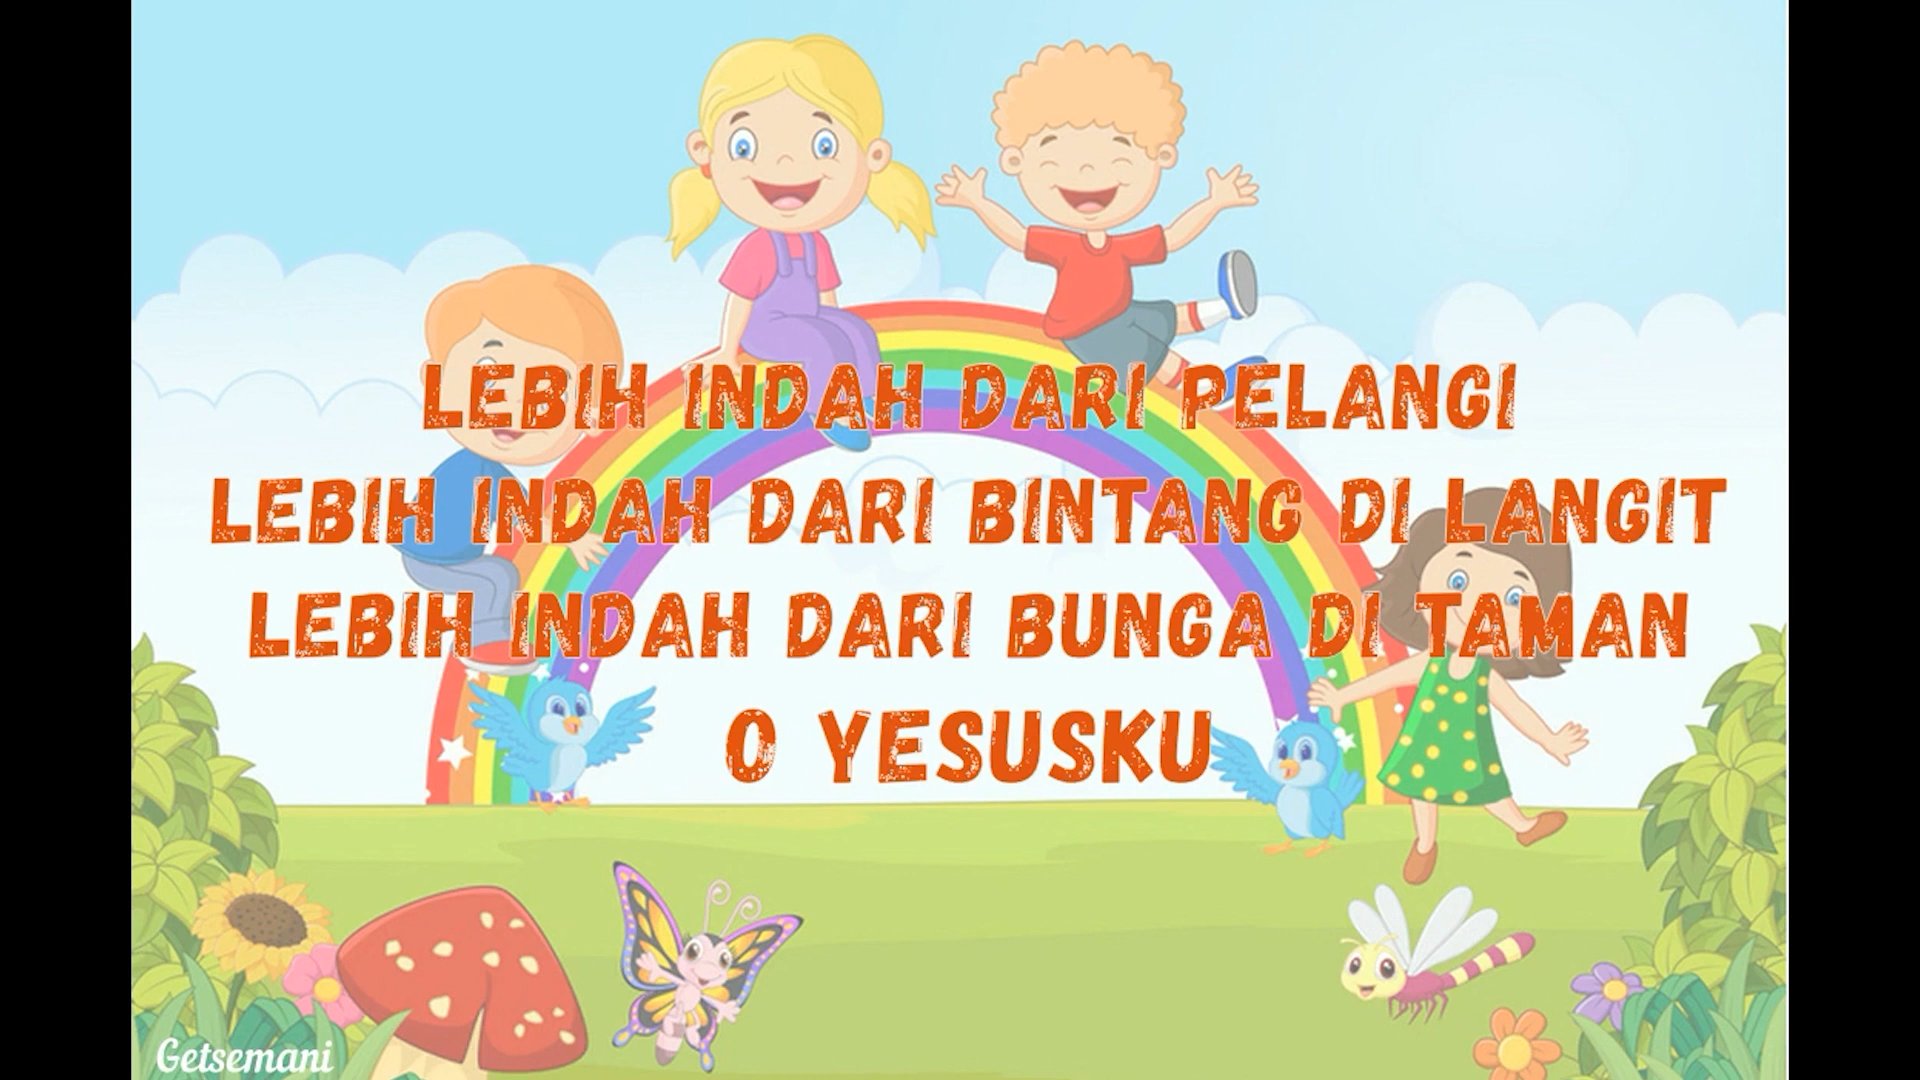 LEBIH INDAH DARI PELANGI
LEBIH INDAH DARI BINTANG DI LANGIT
LEBIH INDAH DARI BUNGA DI TAMAN
O YESUSKU
Getsemani